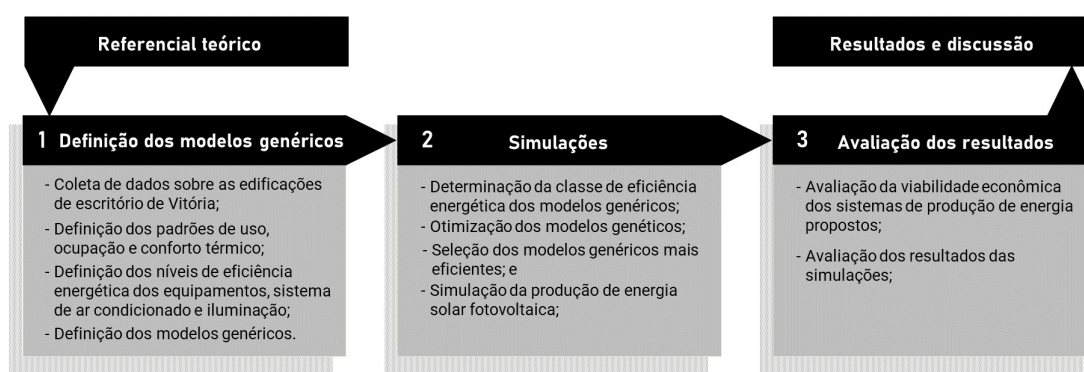 Referencial teórico
Resultados e discussão
1 Definição dos modelos genéricos
- Coleta de dados sobre as edificações
de escritório de Vitória;
- Definição dos padrões de uso,
ocupação e conforto térmico;
- Definição dos níveis de eficiência
energética dos equipamentos, sistema
de ar condicionado e iluminação;
- Definição dos modelos genéricos.
2 Simulações
- Determinação da classe de eficiência
energética dos modelos genéricos;
- Otimização dos modelos genéticos;
- Seleção dos modelos genéricos mais
eficientes; e
- Simulação da produção de energia
solar fotovoltaica;
3 Avaliação dos resultados
- Avaliação da viabilidade econômica
dos sistemas de produção de energia
propostos;
- Avaliação dos resultados das
simulações;